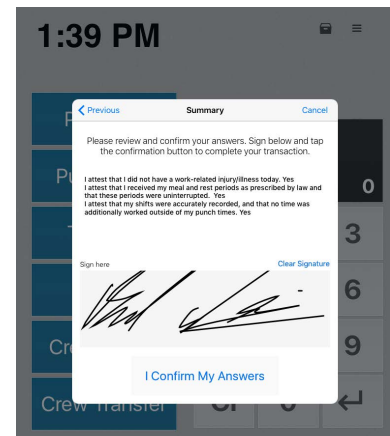 1:39 PM
Previous Summary Cancel
Please review and confirm your answers. Sign below and tap
the confirmation button to complete your transaction.
I attest that I did not have a work-related injury/illness today. Yes
I attest that I received my meal and rest periods as prescribed by law and
that these periods were uninterrupted. Yes
I attest that my shifts were accurately recorded, and that no time was
additionally worked outside of my punch times. Yes
Sign here Clear Signature
I Confirm My Answers
0
3
6
9
Crew Transfer